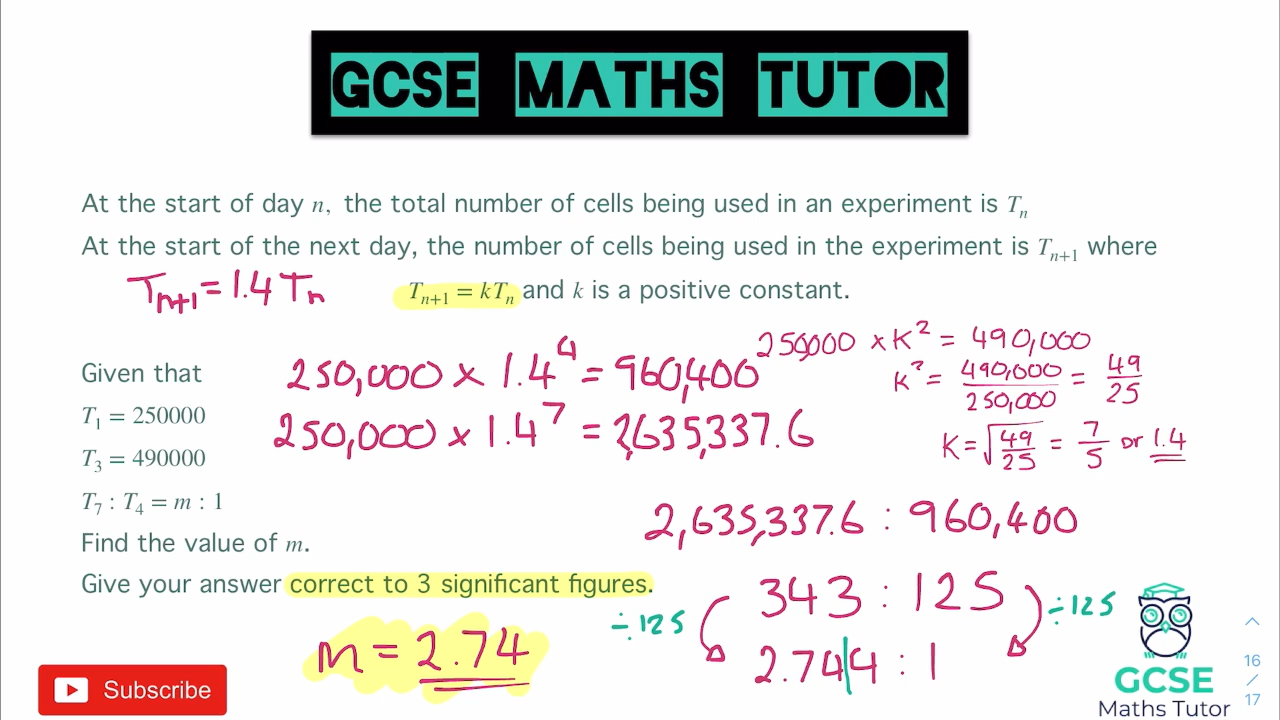 GCSE MATHS TUTOR
At the start of day n, the total number of cells being used in an experiment is Tₙ
At the start of the next day, the number of cells being used in the experiment is Tₙ₊₁ where
Tₙ₊₁ = 1.4 Tₙ
Tₙ₊₁ = kTₙ and k is a positive constant.
250,000 × K² = 490,000
Given that
250,000 × 1.4⁴ = 960,400
K² = 490,000/250,000 = 49/25
T₁ = 250000
250,000 × 1.4⁷ = 2,635,337.6
K = √49/25 = 7/5 or 1.4
T₃ = 490000
T₇ : T₄ = m : 1
2,635,337.6 : 960,400
Find the value of m.
Give your answer correct to 3 significant figures.
343 : 125
÷125
÷125
m = 2.74
2.744 : 1
Subscribe
GCSE
Maths Tutor
16
/
17